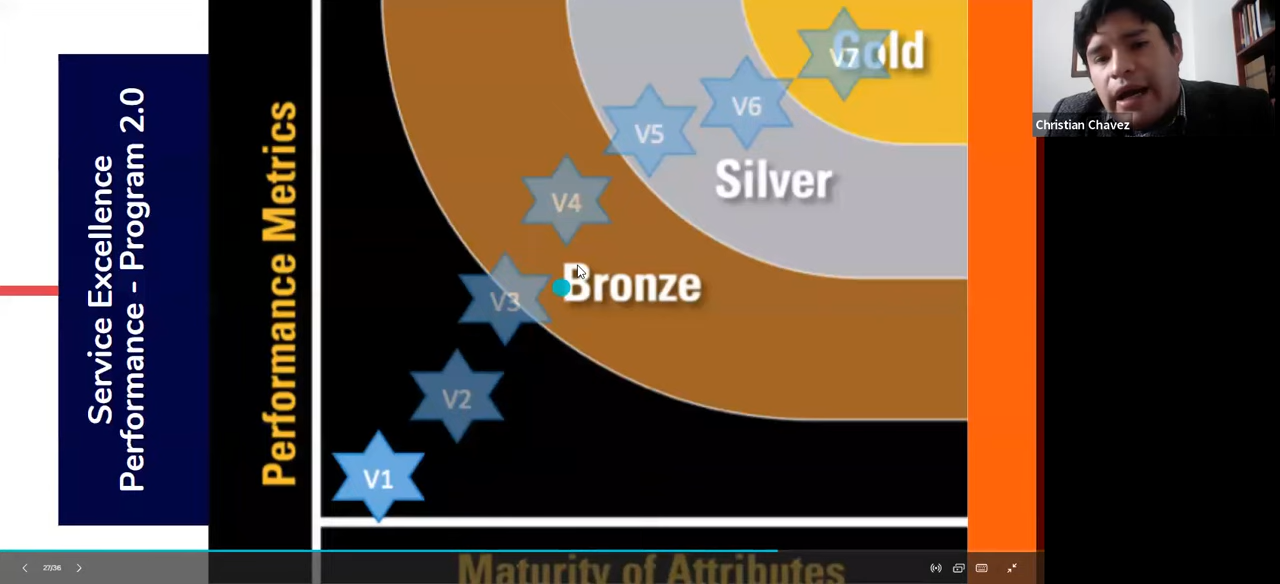 Service Excellence
Performance - Program 2.0
Performance Metrics
Gold
V7
V6
V5
Silver
V4
Bronze
V3
V2
V1
Maturity of Attributes
Christian Chavez
27/36